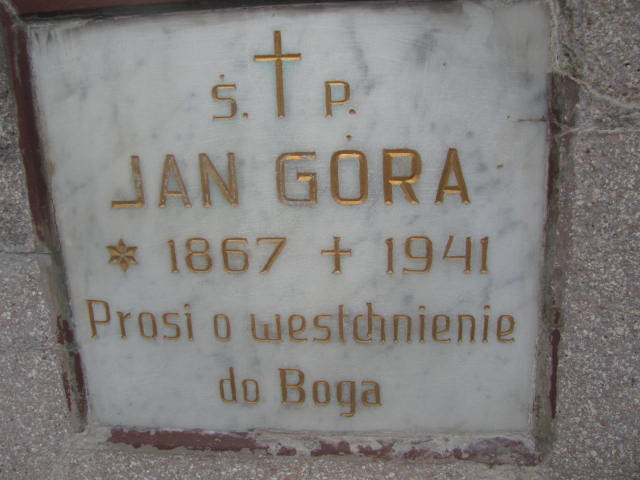 Ś. P.
JAN GÓRA
* 1867 + 1941
Prosi o westchnienie
do Boga